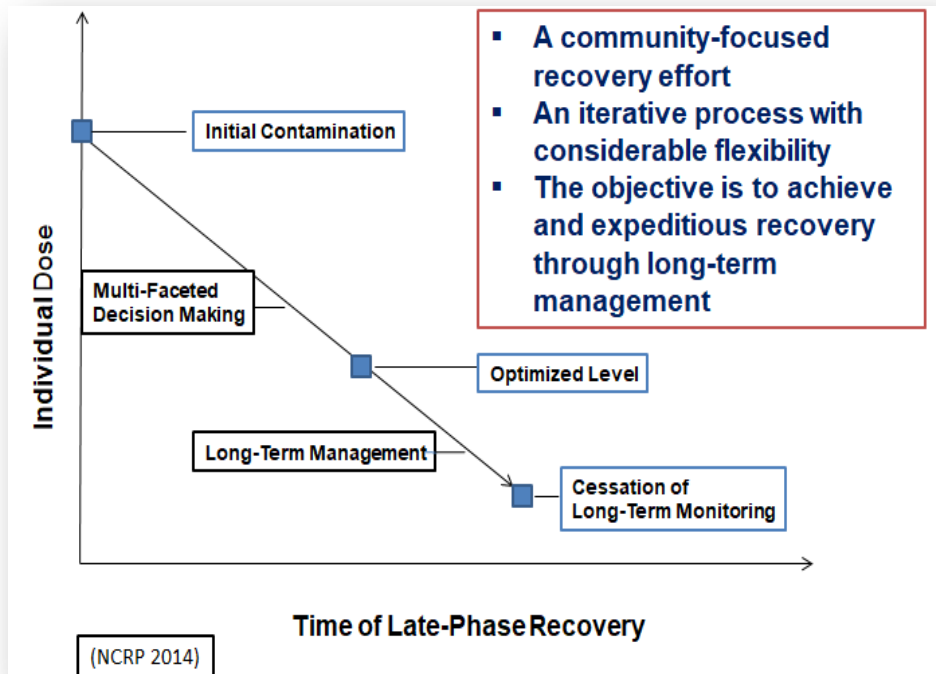 ▪ A community-focused
recovery effort
▪ An iterative process with
considerable flexibility
▪ The objective is to achieve
and expeditious recovery
through long-term
management
Initial Contamination
Individual Dose
Multi-Faceted
Decision Making
Optimized Level
Long-Term Management
Cessation of
Long-Term Monitoring
Time of Late-Phase Recovery
(NCRP 2014)